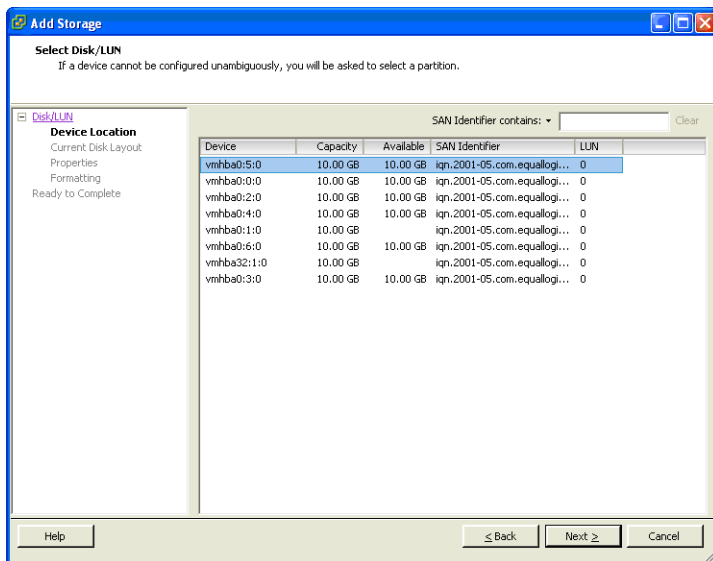 Add Storage
Select Disk/LUN
If a device cannot be configured unambiguously, you will be asked to select a partition.
Disk/LUN
Device Location
Current Disk Layout
Properties
Formatting
Ready to Complete
SAN Identifier contains: Clear
Device Capacity Available SAN Identifier LUN
vmhba0:5:0 10.00 GB 10.00 GB iqn.2001-05.com.equallogi... 0
vmhba0:0:0 10.00 GB 10.00 GB iqn.2001-05.com.equallogi... 0
vmhba0:2:0 10.00 GB 10.00 GB iqn.2001-05.com.equallogi... 0
vmhba0:4:0 10.00 GB 10.00 GB iqn.2001-05.com.equallogi... 0
vmhba0:1:0 10.00 GB iqn.2001-05.com.equallogi... 0
vmhba0:6:0 10.00 GB 10.00 GB iqn.2001-05.com.equallogi... 0
vmhba32:1:0 10.00 GB iqn.2001-05.com.equallogi... 0
vmhba0:3:0 10.00 GB 10.00 GB iqn.2001-05.com.equallogi... 0
Help < Back Next > Cancel